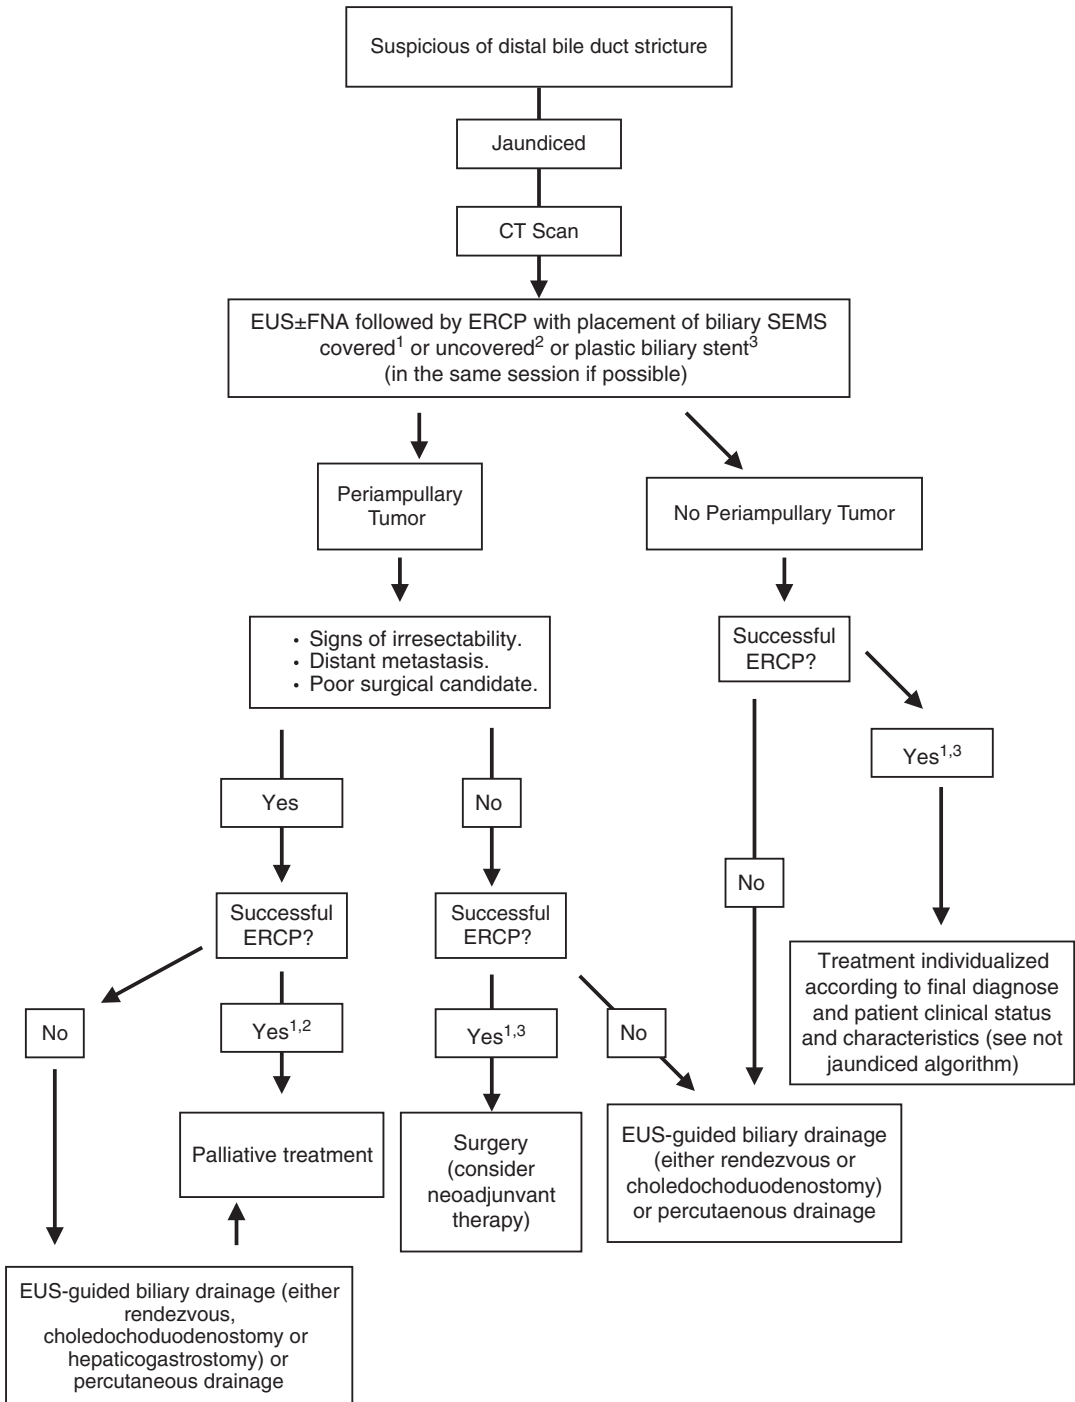 Suspicious of distal bile duct stricture
Jaundiced
CT Scan
EUS±FNA followed by ERCP with placement of biliary SEMS
covered1 or uncovered2 or plastic biliary stent3
(in the same session if possible)
Periampullary
Tumor
No Periampullary Tumor
• Signs of irresectability.
• Distant metastasis.
• Poor surgical candidate.
Successful
ERCP?
Yes1,3
Yes
No
No
Successful
ERCP?
Successful
ERCP?
Treatment individualized
according to final diagnose
and patient clinical status
and characteristics (see not
jaundiced algorithm)
No
Yes1,2
Yes1,3
No
Palliative treatment
Surgery
(consider
neoadjunvant
therapy)
EUS-guided biliary drainage
(either rendezvous or
choledochoduodenostomy)
or percutaenous drainage
EUS-guided biliary drainage (either
rendezvous,
choledochoduodenostomy or
hepaticogastrostomy) or
percutaneous drainage